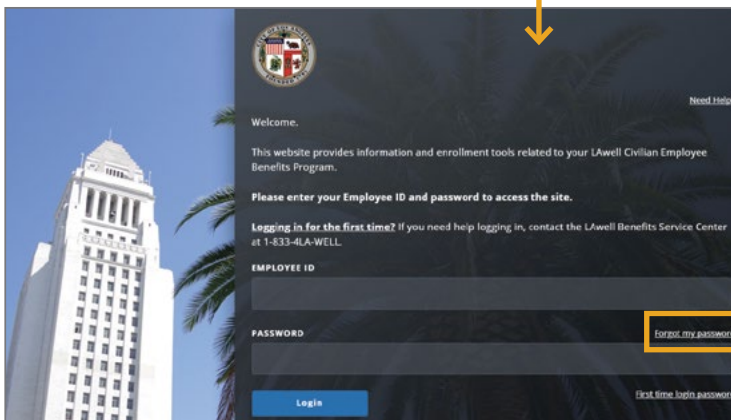 Need Help
Welcome.
This website provides information and enrollment tools related to your LAwell Civilian Employee
Benefits Program.
Please enter your Employee ID and password to access the site.
Logging in for the first time? If you need help logging in, contact the LAwell Benefits Service Center
at 1-833-4LA-WELL.
EMPLOYEE ID
PASSWORD
Forgot my passwor
Login
First time login passwor